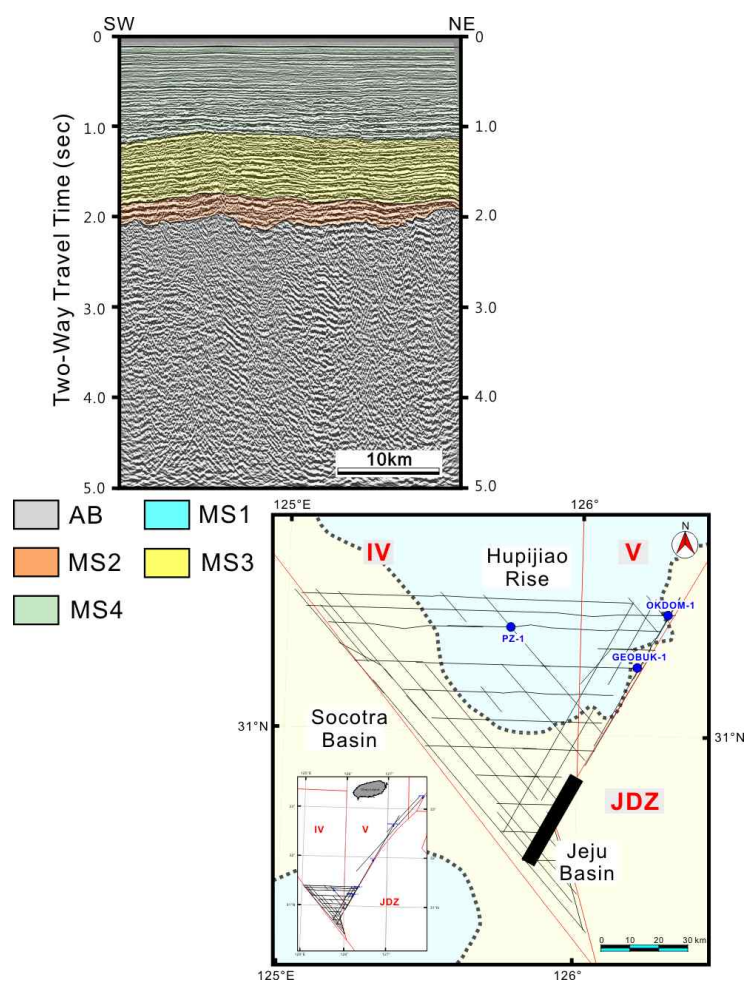 SW
NE
0
0
1.0
1.0
2.0
2.0
3.0
3.0
4.0
4.0
5.0
5.0
Two-Way Travel Time (sec)
10km
AB
MS1
MS2
MS3
MS4
125°E
126°
IV
V
N
Hupijiao
Rise
OKDOM-1
PZ-1
GEOBUK-1
31°N
31°N
Socotra
Basin
JDZ
Jeju
Basin
IV
V
JDZ
0 10 20 30 km
125°E
126°